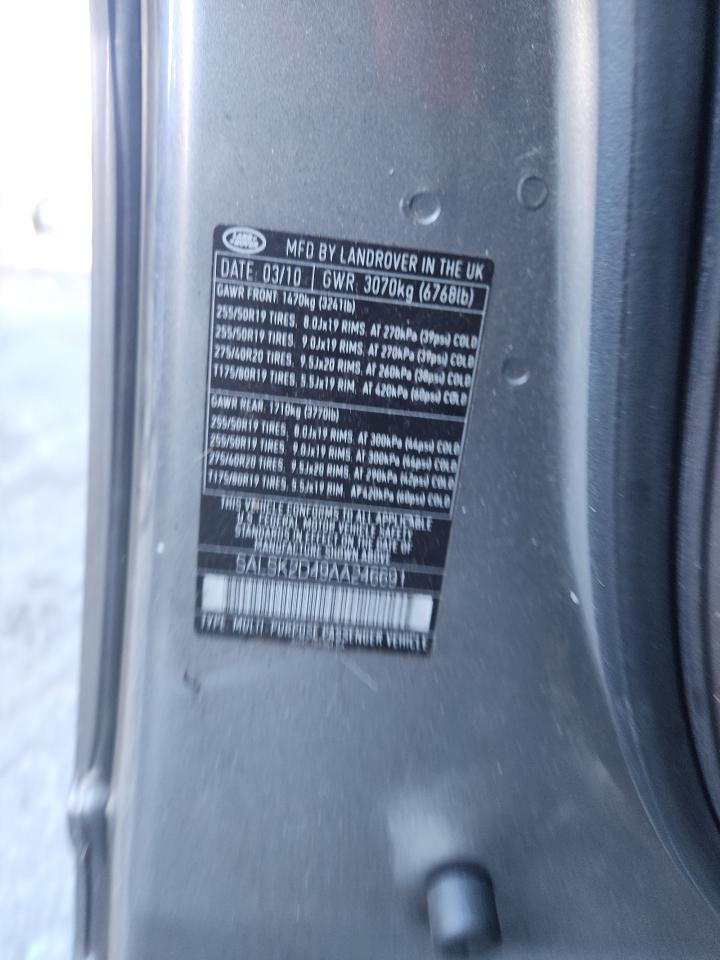 LAND ROVER
MFD BY LANDROVER IN THE UK
DATE: 03/10 GWR: 3070kg (6768lb)
GAWR FRONT: 1470kg (3241lb)
255/50R19 TIRES, 8.0Jx19 RIMS, AT 270kPa (39psi) COLD
255/50R19 TIRES, 9.0Jx19 RIMS, AT 270kPa (39psi) COLD
275/40R20 TIRES, 9.5Jx20 RIMS, AT 260kPa (38psi) COLD
T175/80R19 TIRES, 5.5Jx19 RIM, AT 420kPa (60psi) COLD
GAWR REAR: 1710kg (3770lb)
255/50R19 TIRES, 8.0Jx19 RIMS, AT 300kPa (44psi) COLD
255/50R19 TIRES, 9.0Jx19 RIMS, AT 300kPa (44psi) COLD
275/40R20 TIRES, 9.5Jx20 RIMS, AT 290kPa (42psi) COLD
T175/80R19 TIRES, 5.5Jx19 RIM, AT 420kPa (60psi) COLD
THIS VEHICLE CONFORMS TO ALL APPLICABLE
U.S. FEDERAL MOTOR VEHICLE SAFETY
STANDARDS IN EFFECT ON THE DATE OF
MANUFACTURE SHOWN ABOVE
TYPE: MULTI PURPOSE PASSENGER VEHICLE